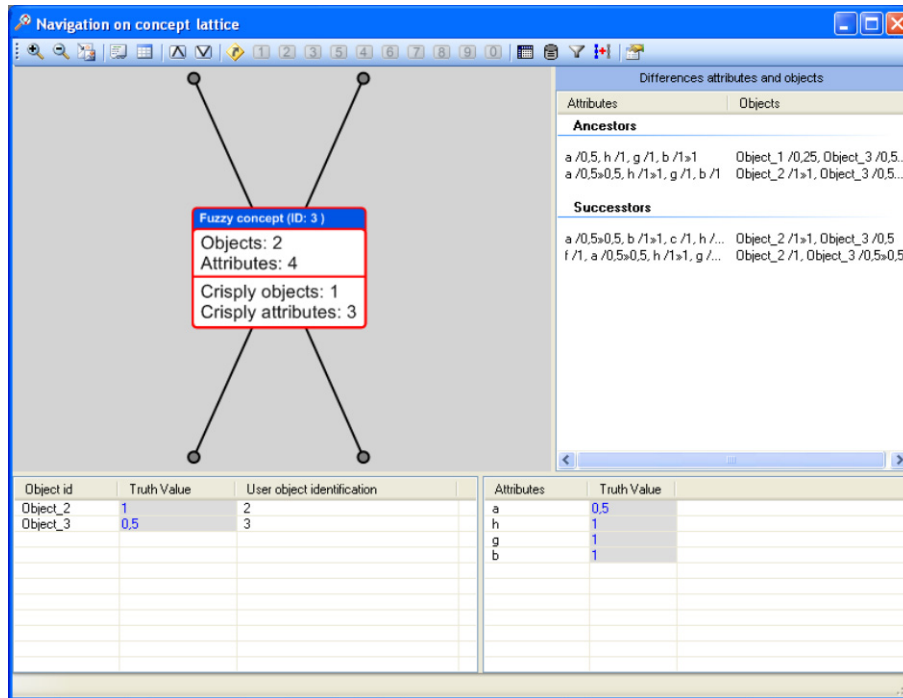 Navigation on concept lattice
1 2 3 5 4 6 7 8 9 0
Differences attributes and objects
Attributes Objects
Ancestors
a /0,5, h /1, g /1, b /1»1 Object_1 /0,25, Object_3 /0,5...
a /0,5»0,5, h /1»1, g /1, b /1 Object_2 /1»1, Object_3 /0,5...
Successtors
a /0,5»0,5, b /1»1, c /1, h /... Object_2 /1»1, Object_3 /0,5
f /1, a /0,5»0,5, h /1»1, g /... Object_2 /1, Object_3 /0,5»0,5
Fuzzy concept (ID: 3 )
Objects: 2
Attributes: 4
Crisply objects: 1
Crisply attributes: 3
Object id Truth Value User object identification
Object_2 1 2
Object_3 0,5 3
Attributes Truth Value
a 0,5
h 1
g 1
b 1